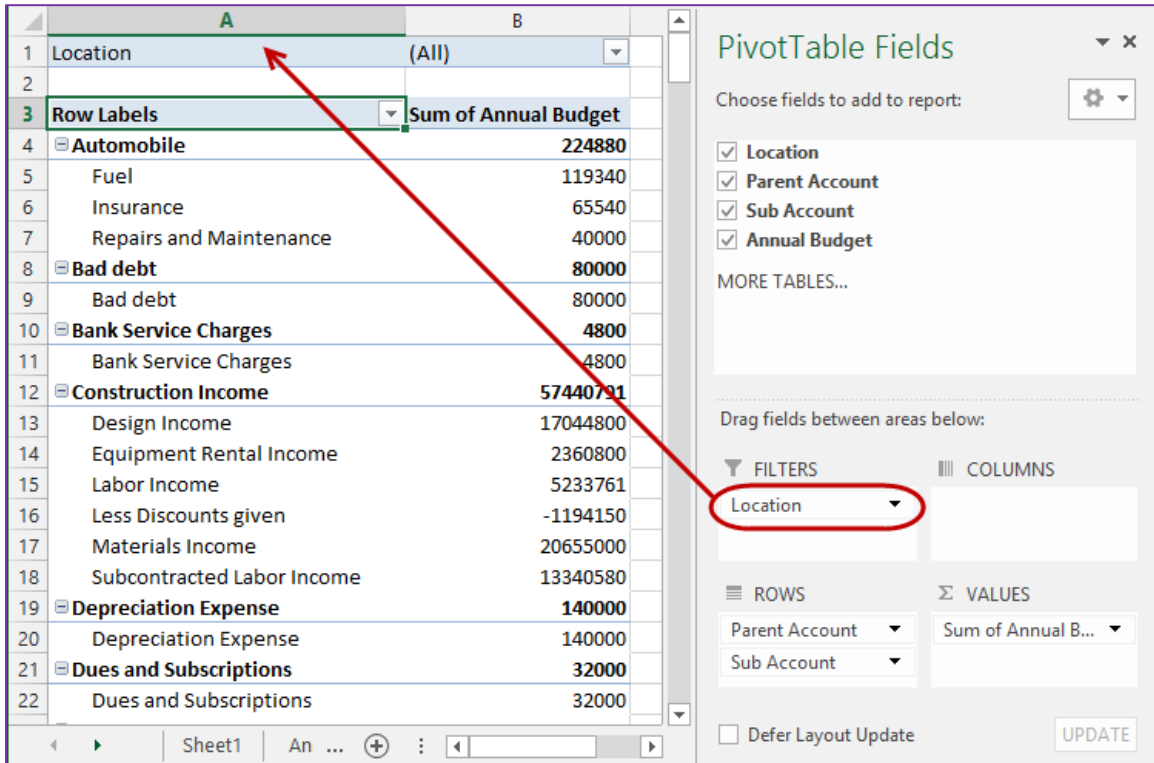 A B
1 Location (All)
2
3 Row Labels Sum of Annual Budget
4 Automobile 224880
5 Fuel 119340
6 Insurance 65540
7 Repairs and Maintenance 40000
8 Bad debt 80000
9 Bad debt 80000
10 Bank Service Charges 4800
11 Bank Service Charges 4800
12 Construction Income 57440791
13 Design Income 17044800
14 Equipment Rental Income 2360800
15 Labor Income 5233761
16 Less Discounts given -1194150
17 Materials Income 20655000
18 Subcontracted Labor Income 13340580
19 Depreciation Expense 140000
20 Depreciation Expense 140000
21 Dues and Subscriptions 32000
22 Dues and Subscriptions 32000
Sheet1 An ...
PivotTable Fields
Choose fields to add to report:
Location
Parent Account
Sub Account
Annual Budget
MORE TABLES...
Drag fields between areas below:
FILTERS COLUMNS
Location
ROWS Σ VALUES
Parent Account Sum of Annual B...
Sub Account
Defer Layout Update UPDATE